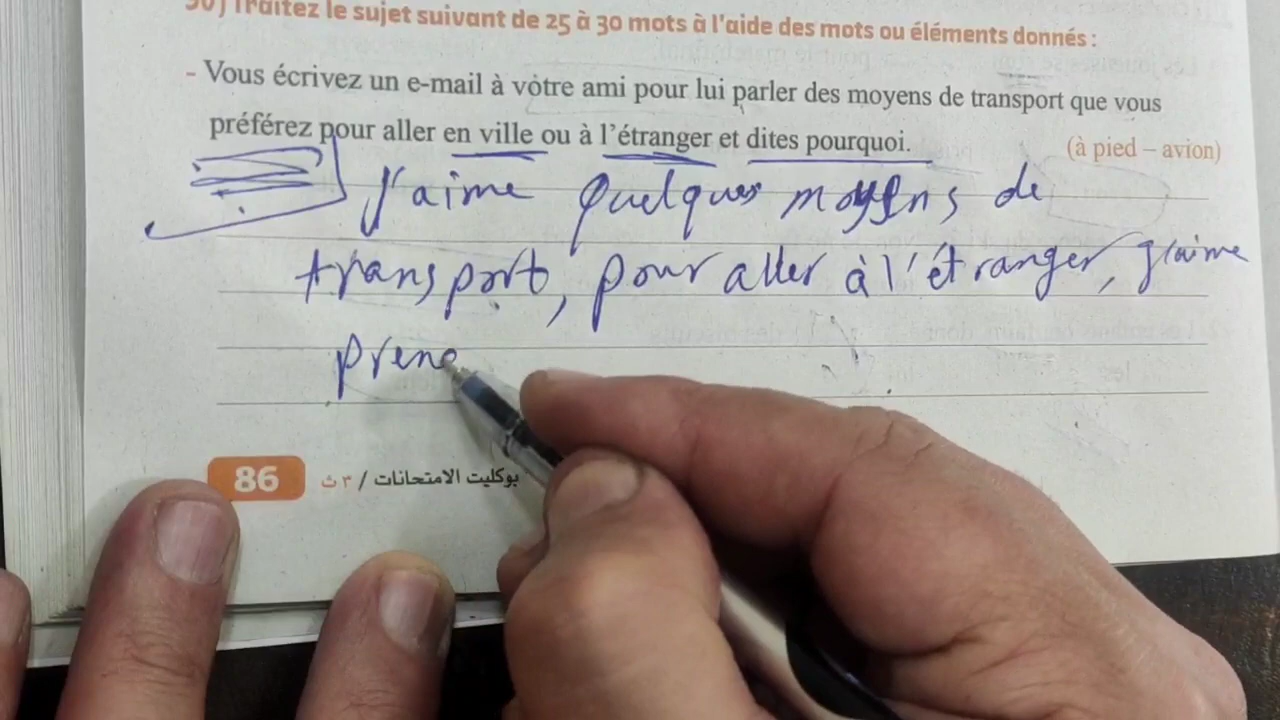 30) Traitez le sujet suivant de 25 à 30 mots à l'aide des mots ou éléments donnés :
- Vous écrivez un e-mail à votre ami pour lui parler des moyens de transport que vous
préférez pour aller en ville ou à l'étranger et dites pourquoi. (à pied – avion)
J'aime quelques moyens de
transport, pour aller à l'étranger, j'aime
pren
86 بوكليت الامتحانات / ٣ ث